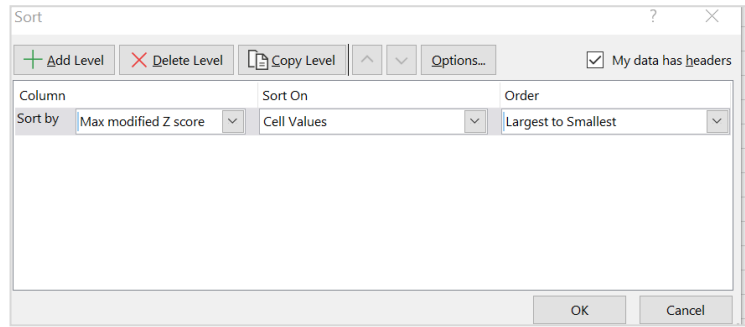 Sort ?
Add Level Delete Level Copy Level Options... My data has headers
Column Sort On Order
Sort by Max modified Z score Cell Values Largest to Smallest
OK Cancel